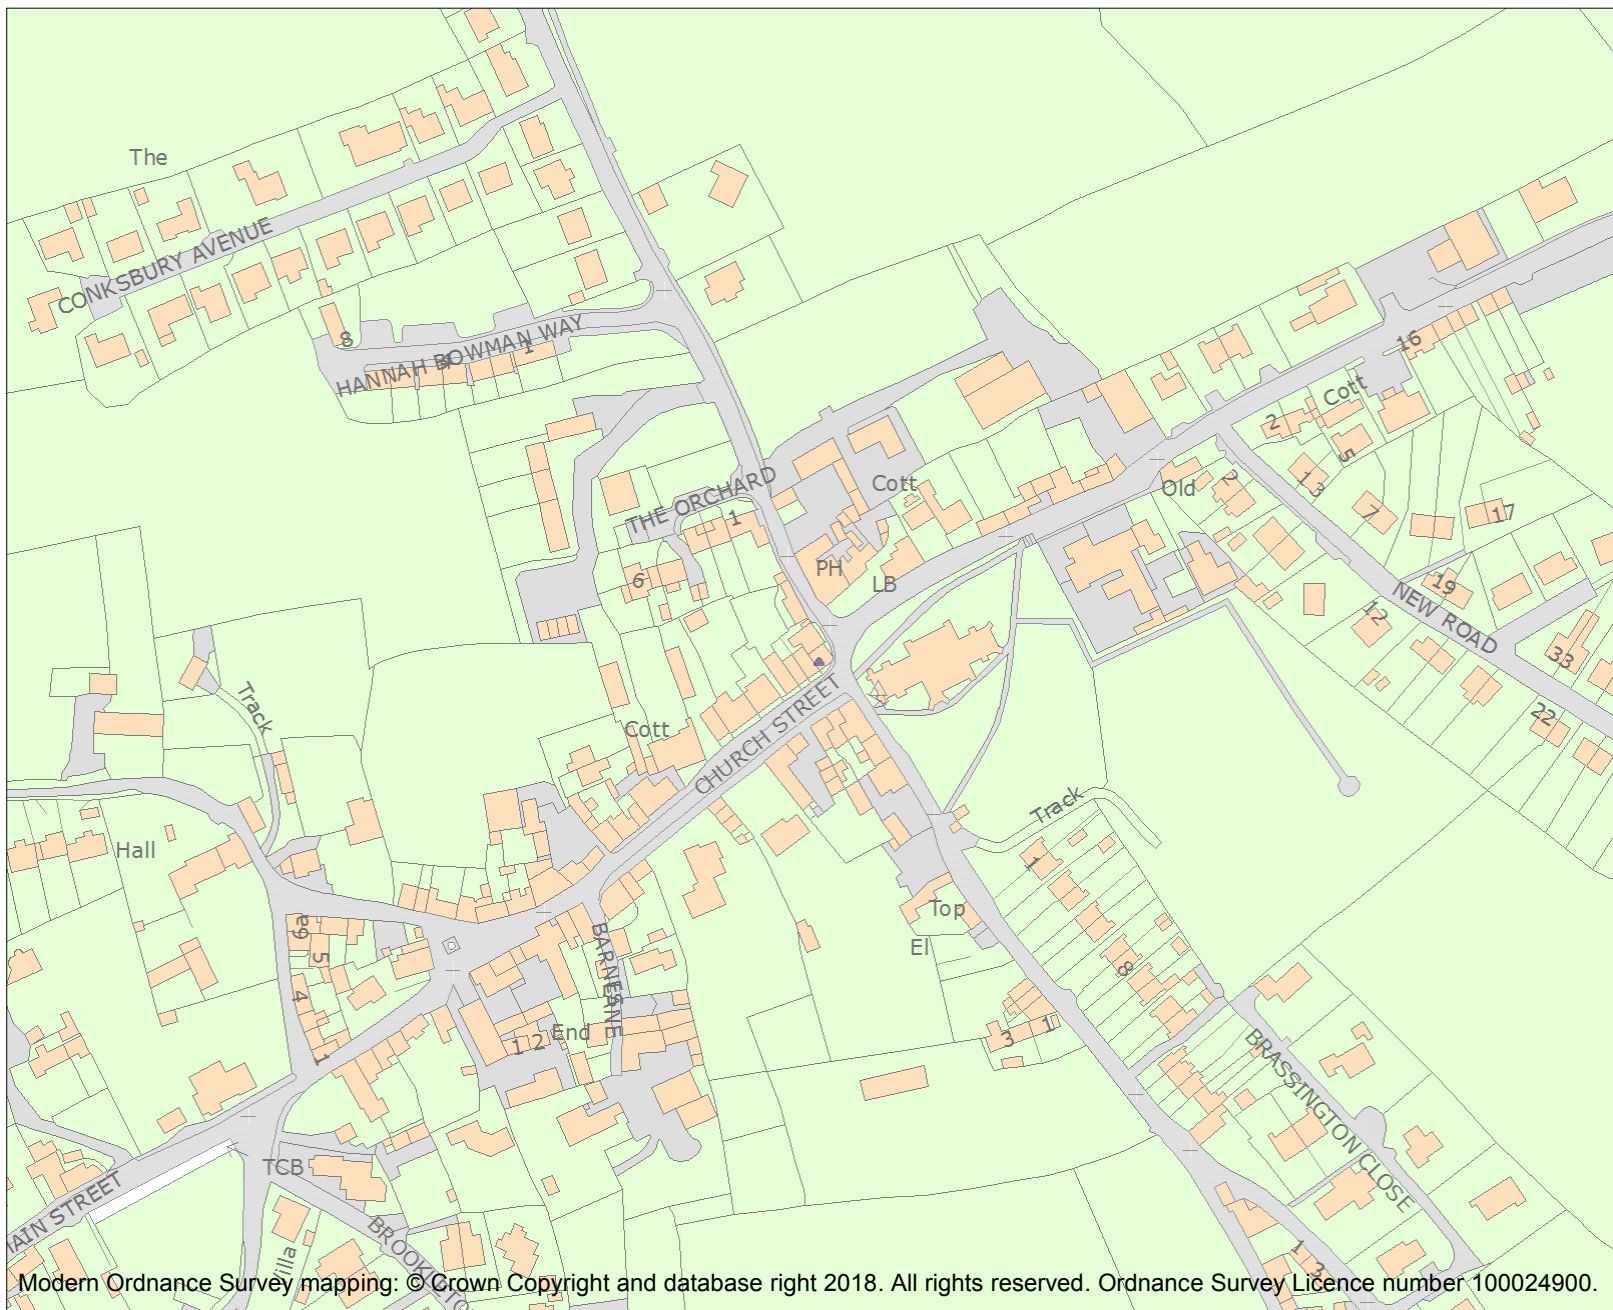 The
CONKSBURY AVENUE
8
HANNAH BOWMAN WAY
1
16
Cott
2
5
THE ORCHARD
1
Cott
Old
2
13
7
17
PH
LB
6
19
12
NEW ROAD
33
22
Track
Cott
CHURCH STREET
Track
Hall
1
Top
El
9a
5
4
8
BARNES LANE
End
1 2
3
1
1
BRASSINGTON CLOSE
TCB
MAIN STREET
Villa
1
3
Modern Ordnance Survey mapping: © Crown Copyright and database right 2018. All rights reserved. Ordnance Survey Licence number 100024900.